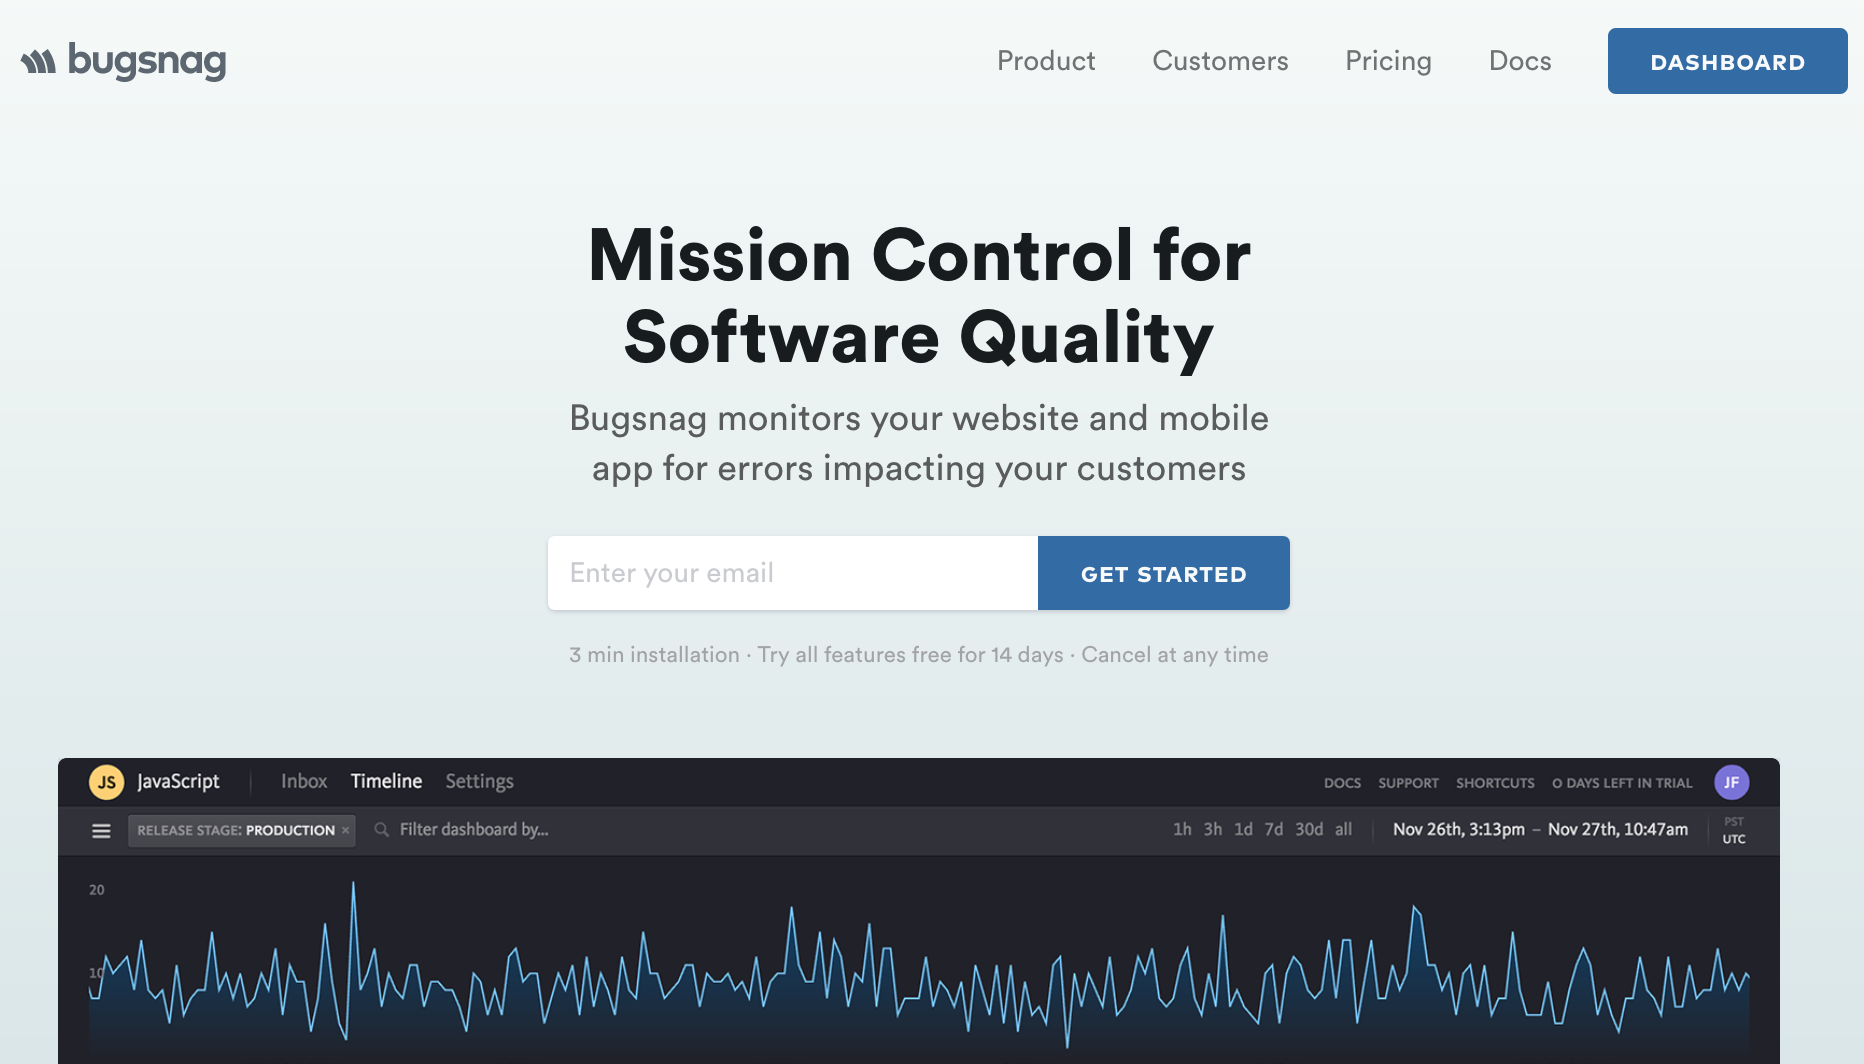 bugsnag
Product Customers Pricing Docs DASHBOARD
Mission Control for
Software Quality
Bugsnag monitors your website and mobile
app for errors impacting your customers
Enter your email GET STARTED
3 min installation · Try all features free for 14 days · Cancel at any time
JS JavaScript Inbox Timeline Settings DOCS SUPPORT SHORTCUTS 0 DAYS LEFT IN TRIAL JF
RELEASE STAGE: PRODUCTION × Filter dashboard by... 1h 3h 1d 7d 30d all Nov 26th, 3:13pm – Nov 27th, 10:47am PST
UTC
20
10